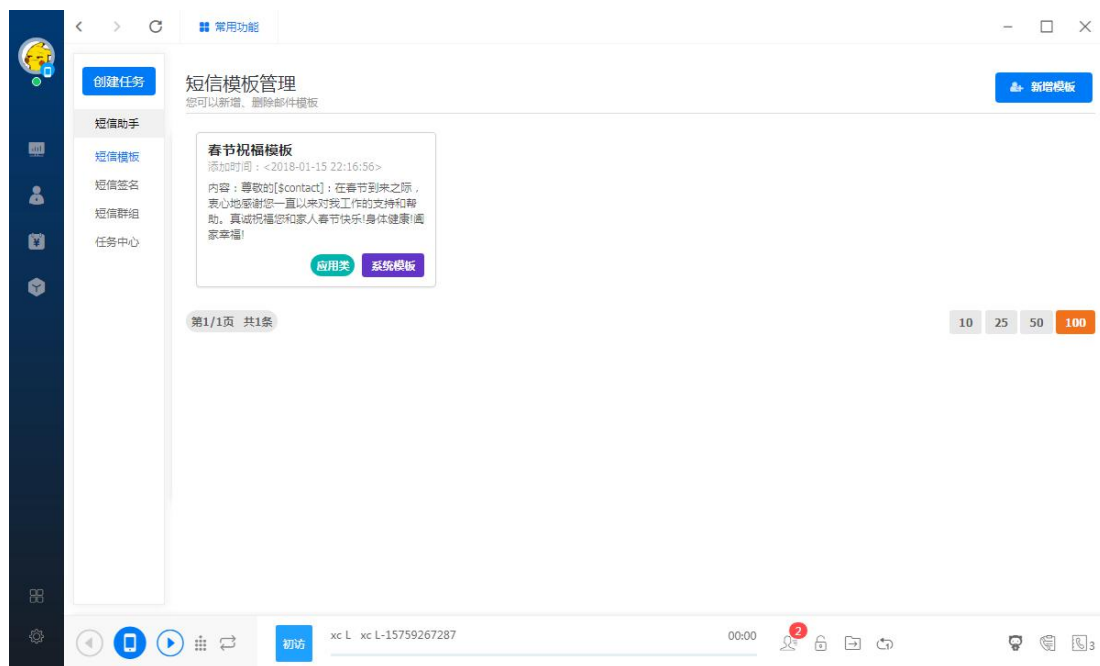 常用功能
创建任务
短信助手
短信模板
短信签名
短信群组
任务中心
短信模板管理
您可以新增、删除邮件模板
新增模板
春节祝福模板
添加时间：<2018-01-15 22:16:56>
内容：尊敬的[$contact]：在春节到来之际，
衷心地感谢您一直以来对我工作的支持和帮
助。真诚祝福您和家人春节快乐!身体健康!阖
家幸福!
应用类 系统模板
第1/1页 共1条
10 25 50 100
初访
xc L xc L-15759267287
00:00
2
3